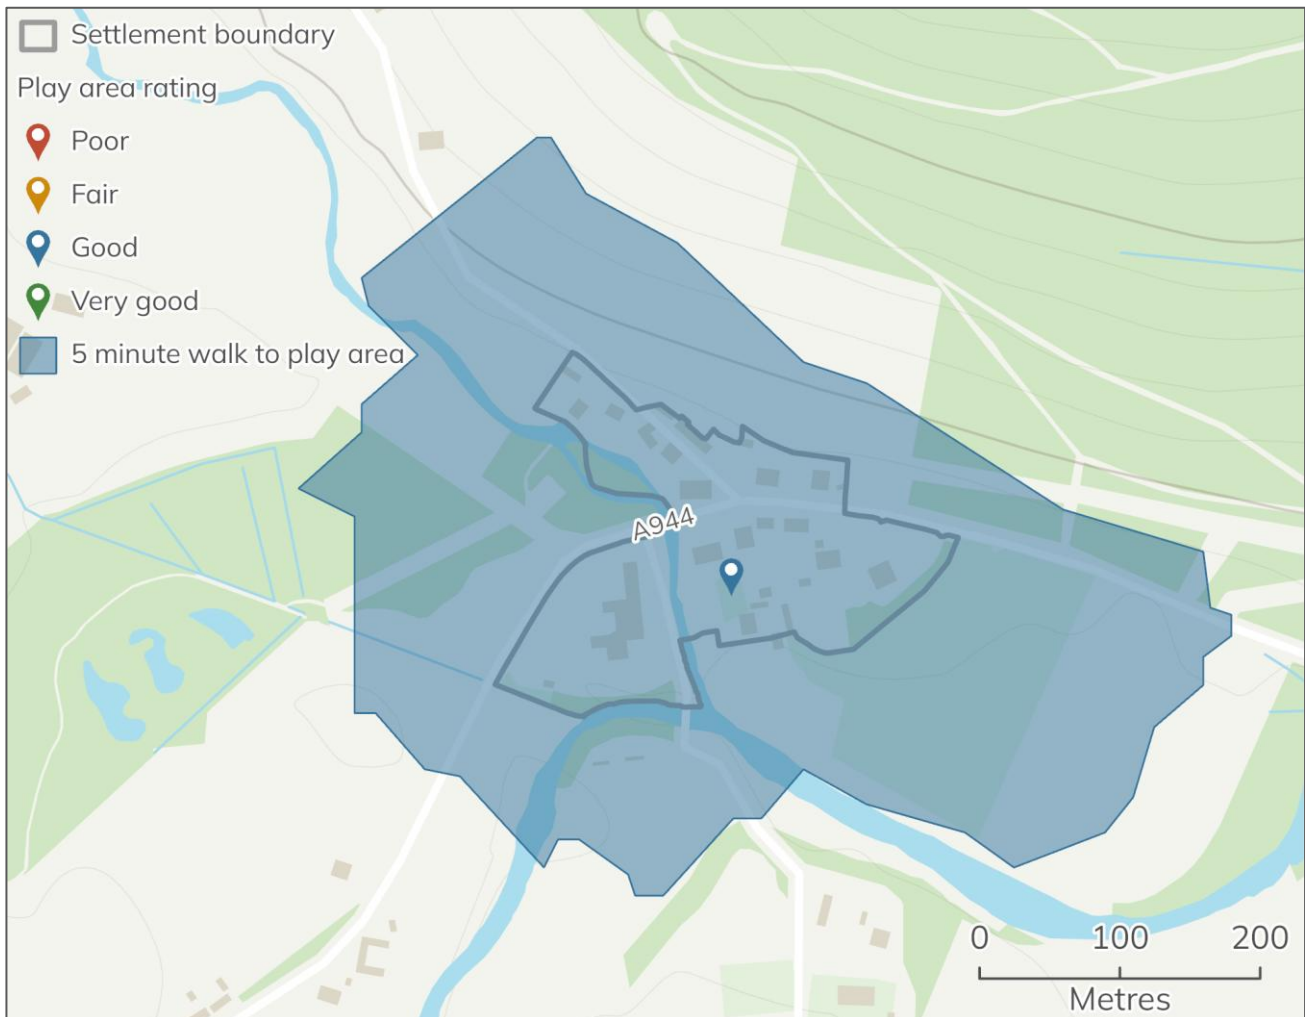 Settlement boundary
Play area rating
Poor
Fair
Good
Very good
5 minute walk to play area
A944
0 100 200
Metres